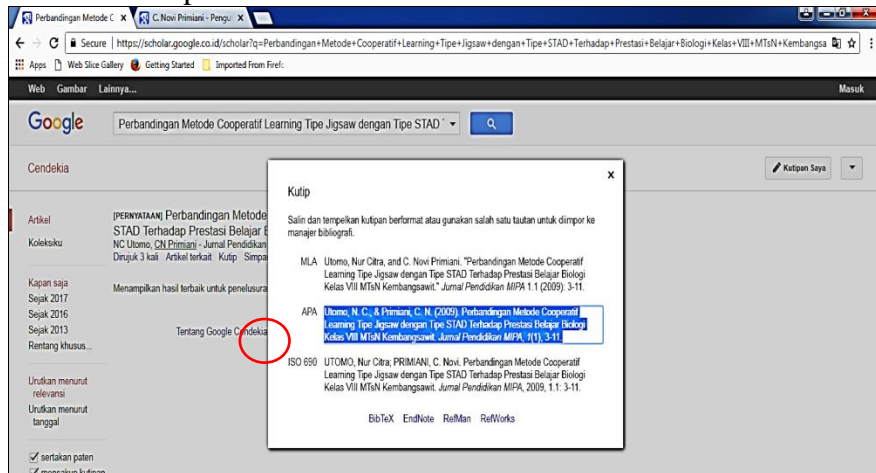 Perbandingan Metode C x
C. Novi Primiani - Pengu x
Secure | https://scholar.google.co.id/scholar?q=Perbandingan+Metode+Cooperatif+Learning+Tipe+Jigsaw+dengan+Tipe+STAD+Terhadap+Prestasi+Belajar+Biologi+Kelas+VIII+MTsN+Kembangsa
Apps Web Slice Gallery Getting Started Imported From Firefc
Web Gambar Lainnya... Masuk
Google Perbandingan Metode Cooperatif Learning Tipe Jigsaw dengan Tipe STAD
Cendekia
Kutipan Saya
Artikel
Koleksiku
Kapan saja
Sejak 2017
Sejak 2016
Sejak 2013
Rentang khusus...
Urutkan menurut
relevansi
Urutkan menurut
tanggal
sertakan paten
mencakup kutipan
[PERNYATAAN] Perbandingan Metode
STAD Terhadap Prestasi Belajar
NC Utomo, CN Primiani - Jurnal Pendidikan
Dirujuk 3 kali Artikel terkait Kutip Simpa
Menampilkan hasil terbaik untuk penelusura
Tentang Google Cendekia
x
Kutip
Salin dan tempelkan kutipan berformat atau gunakan salah satu tautan untuk diimpor ke
manajer bibliografi.
MLA Utomo, Nur Citra, and C. Novi Primiani. "Perbandingan Metode Cooperatif
Learning Tipe Jigsaw dengan Tipe STAD Terhadap Prestasi Belajar Biologi
Kelas VIII MTsN Kembangsawit." Jurnal Pendidikan MIPA 1.1 (2009): 3-11.
APA Utomo, N. C., & Primiani, C. N. (2009). Perbandingan Metode Cooperatif
Learning Tipe Jigsaw dengan Tipe STAD Terhadap Prestasi Belajar Biologi
Kelas VIII MTsN Kembangsawit. Jurnal Pendidikan MIPA, 1(1), 3-11.
ISO 690 UTOMO, Nur Citra; PRIMIANI, C. Novi. Perbandingan Metode Cooperatif
Learning Tipe Jigsaw dengan Tipe STAD Terhadap Prestasi Belajar Biologi
Kelas VIII MTsN Kembangsawit. Jurnal Pendidikan MIPA, 2009, 1.1: 3-11.
BibTeX EndNote RefMan RefWorks